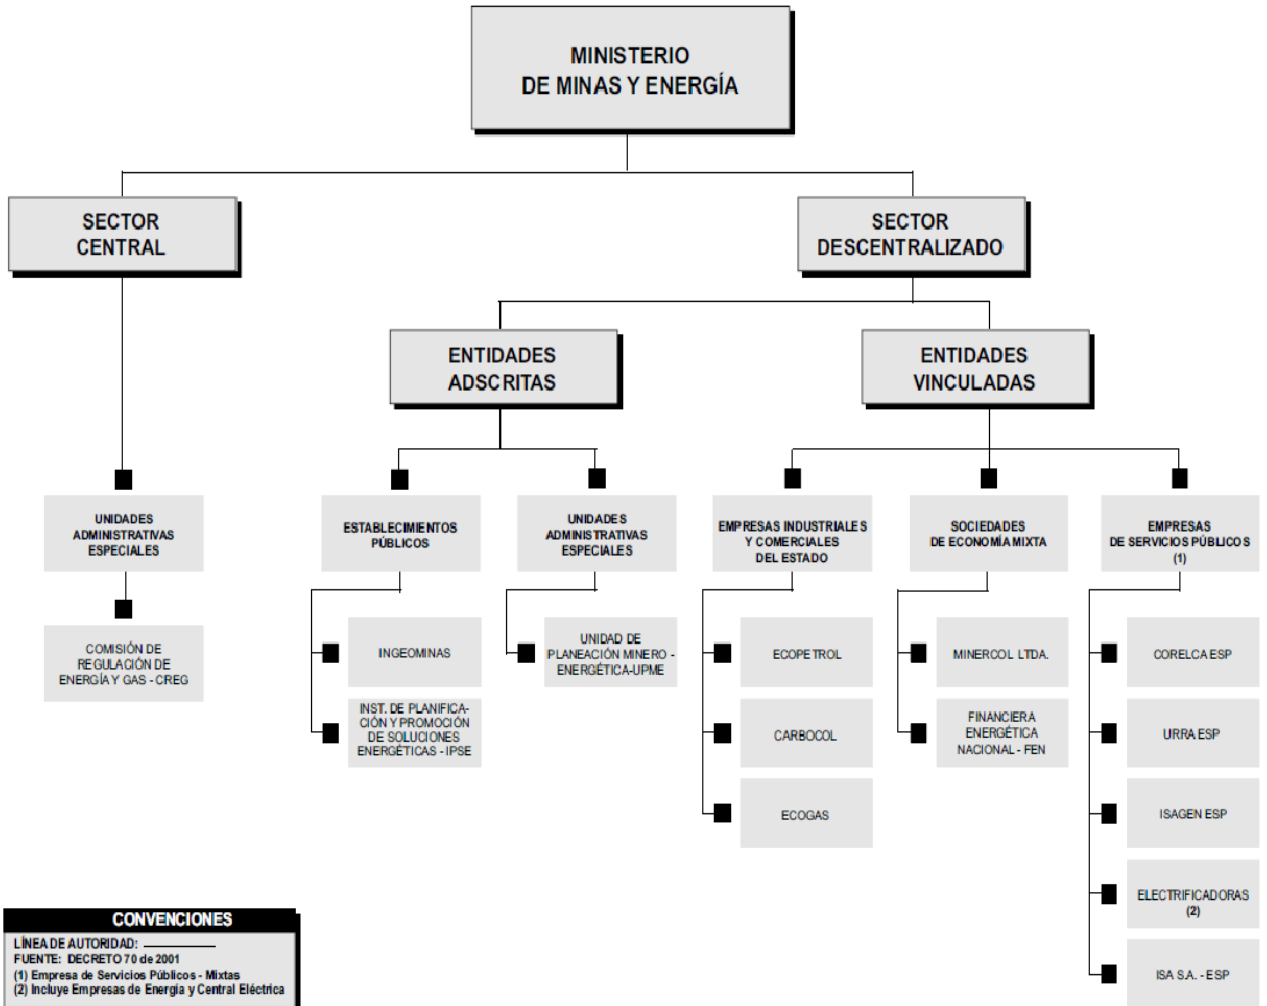 MINISTERIO
DE MINAS Y ENERGÍA
SECTOR
CENTRAL
SECTOR
DESCENTRALIZADO
ENTIDADES
ADSCRITAS
ENTIDADES
VINCULADAS
UNIDADES
ADMINISTRATIVAS
ESPECIALES
ESTABLECIMIENTOS
PÚBLICOS
UNIDADES
ADMINISTRATIVAS
ESPECIALES
EMPRESAS INDUSTRIALES
Y COMERCIALES
DEL ESTADO
SOCIEDADES
DE ECONOMÍA MIXTA
EMPRESAS
DE SERVICIOS PÚBLICOS
(1)
COMISIÓN DE
REGULACIÓN DE
ENERGÍA Y GAS - CREG
INGEOMINAS
INST. DE PLANIFICA-
CIÓN Y PROMOCIÓN
DE SOLUCIONES
ENERGÉTICAS - IPSE
UNIDAD DE
PLANEACIÓN MINERO -
ENERGÉTICA-UPME
ECOPETROL
CARBOCOL
ECOGAS
MINERCOL LTDA.
FINANCIERA
ENERGÉTICA
NACIONAL - FEN
CORELCA ESP
URRA ESP
ISAGEN ESP
ELECTRIFICADORAS
(2)
ISA S.A. - ESP
CONVENCIONES
LÍNEA DE AUTORIDAD:
FUENTE: DECRETO 70 de 2001
(1) Empresa de Servicios Públicos - Mixtas
(2) Incluye Empresas de Energía y Central Eléctrica